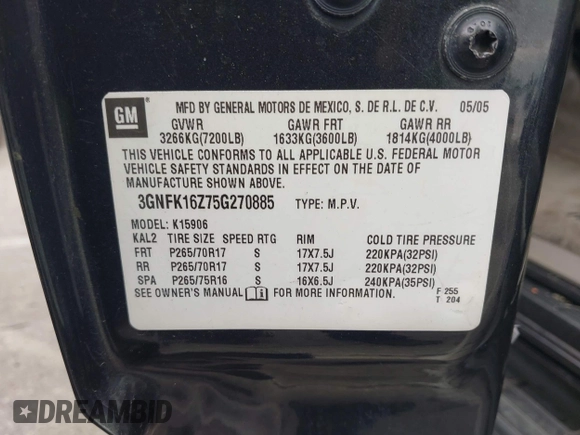 GM
MFD BY GENERAL MOTORS DE MEXICO, S. DE R.L. DE C.V. 05/05
GVWR GAWR FRT GAWR RR
3266KG(7200LB) 1633KG(3600LB) 1814KG(4000LB)
THIS VEHICLE CONFORMS TO ALL APPLICABLE U.S. FEDERAL MOTOR
VEHICLE SAFETY STANDARDS IN EFFECT ON THE DATE OF
MANUFACTURE SHOWN ABOVE.
3GNFK16Z75G270885 TYPE: M.P.V.
MODEL: K15906
KAL2 TIRE SIZE SPEED RTG RIM COLD TIRE PRESSURE
FRT P265/70R17 S 17X7.5J 220KPA(32PSI)
RR P265/70R17 S 17X7.5J 220KPA(32PSI)
SPA P265/75R16 S 16X6.5J 240KPA(35PSI)
SEE OWNER'S MANUAL FOR MORE INFORMATION. F 255
T 204
DREAMBID